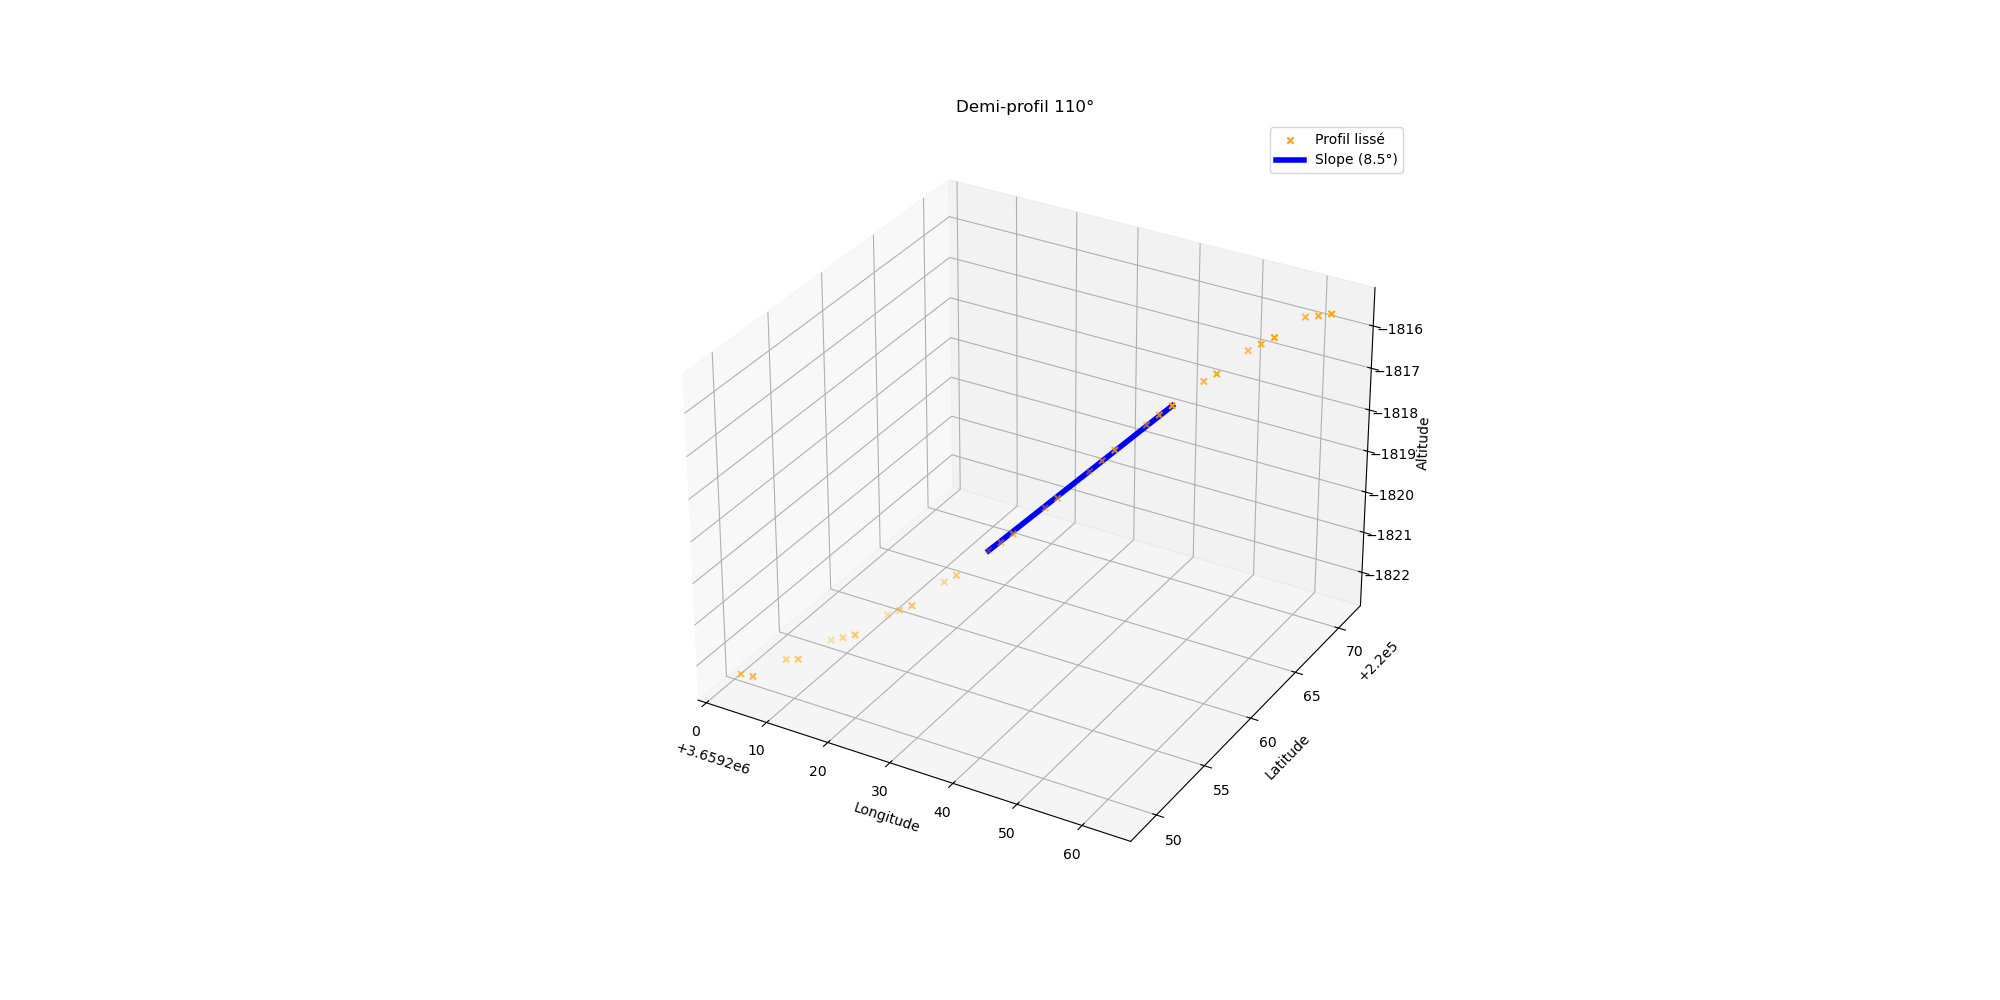 Demi-profil 110°
Profil lissé
Slope (8.5°)
−1816
−1817
−1818
−1819
−1820
−1821
−1822
Altitude
70
65
60
55
50
+2.2e5
Latitude
0
10
20
30
40
50
60
+3.6592e6
Longitude